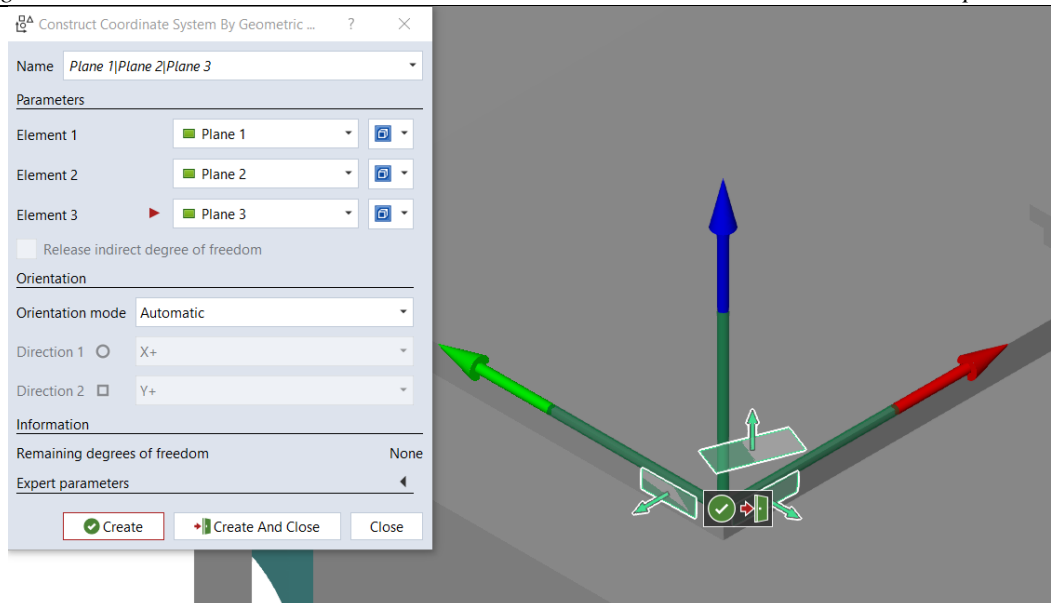 Construct Coordinate System By Geometric ... ?
Name Plane 1|Plane 2|Plane 3
Parameters
Element 1 Plane 1
Element 2 Plane 2
Element 3 Plane 3
Release indirect degree of freedom
Orientation
Orientation mode Automatic
Direction 1 X+
Direction 2 Y+
Information
Remaining degrees of freedom None
Expert parameters
Create Create And Close Close